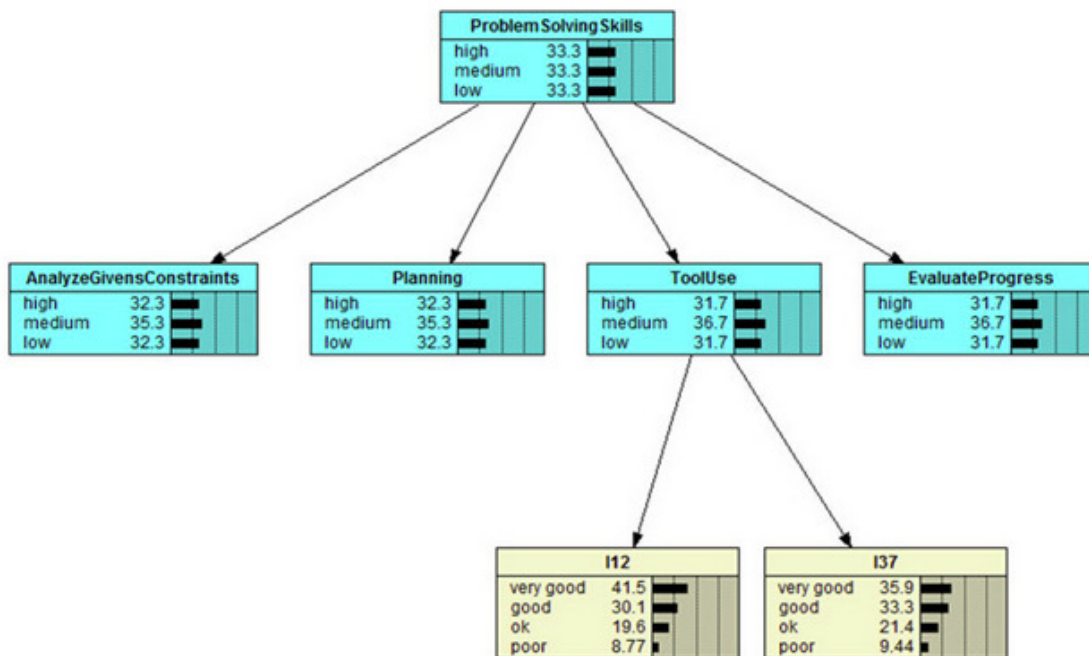 ProblemSolvingSkills
high 33.3
medium 33.3
low 33.3
AnalyzeGivensConstraints
high 32.3
medium 35.3
low 32.3
Planning
high 32.3
medium 35.3
low 32.3
ToolUse
high 31.7
medium 36.7
low 31.7
EvaluateProgress
high 31.7
medium 36.7
low 31.7
I12
very good 41.5
good 30.1
ok 19.6
poor 8.77
I37
very good 35.9
good 33.3
ok 21.4
poor 9.44